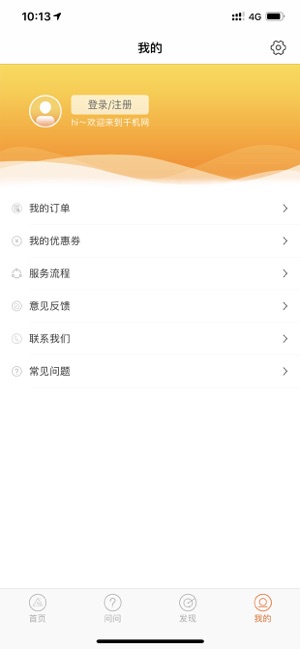 10:13
4G
我的
登录/注册
hi～欢迎来到千机网
我的订单
我的优惠券
服务流程
意见反馈
联系我们
常见问题
首页
问问
发现
我的